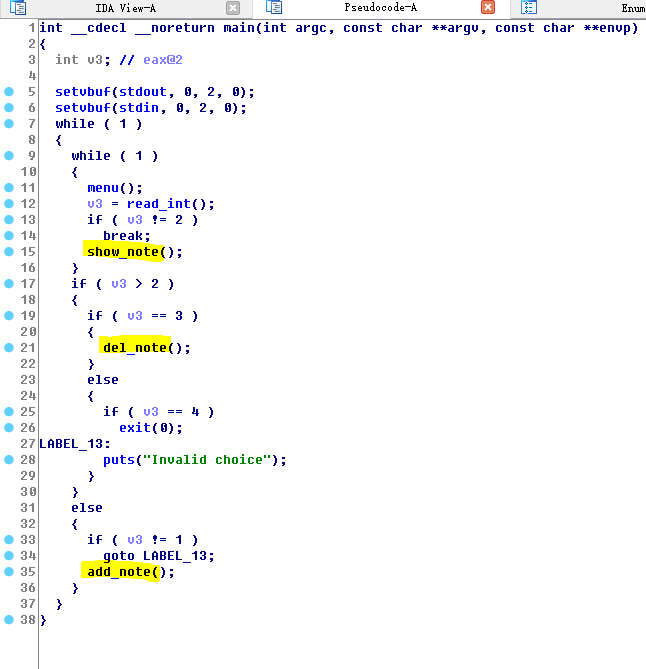 IDA View-A
Pseudocode-A
Enum
1 int __cdecl __noreturn main(int argc, const char **argv, const char **envp)
2 {
3   int v3; // eax@2
4
5   setvbuf(stdout, 0, 2, 0);
6   setvbuf(stdin, 0, 2, 0);
7   while ( 1 )
8   {
9     while ( 1 )
10     {
11       menu();
12       v3 = read_int();
13       if ( v3 != 2 )
14         break;
15       show_note();
16     }
17     if ( v3 > 2 )
18     {
19       if ( v3 == 3 )
20       {
21         del_note();
22       }
23       else
24       {
25         if ( v3 == 4 )
26           exit(0);
27 LABEL_13:
28         puts("Invalid choice");
29       }
30     }
31     else
32     {
33       if ( v3 != 1 )
34         goto LABEL_13;
35       add_note();
36     }
37   }
38 }